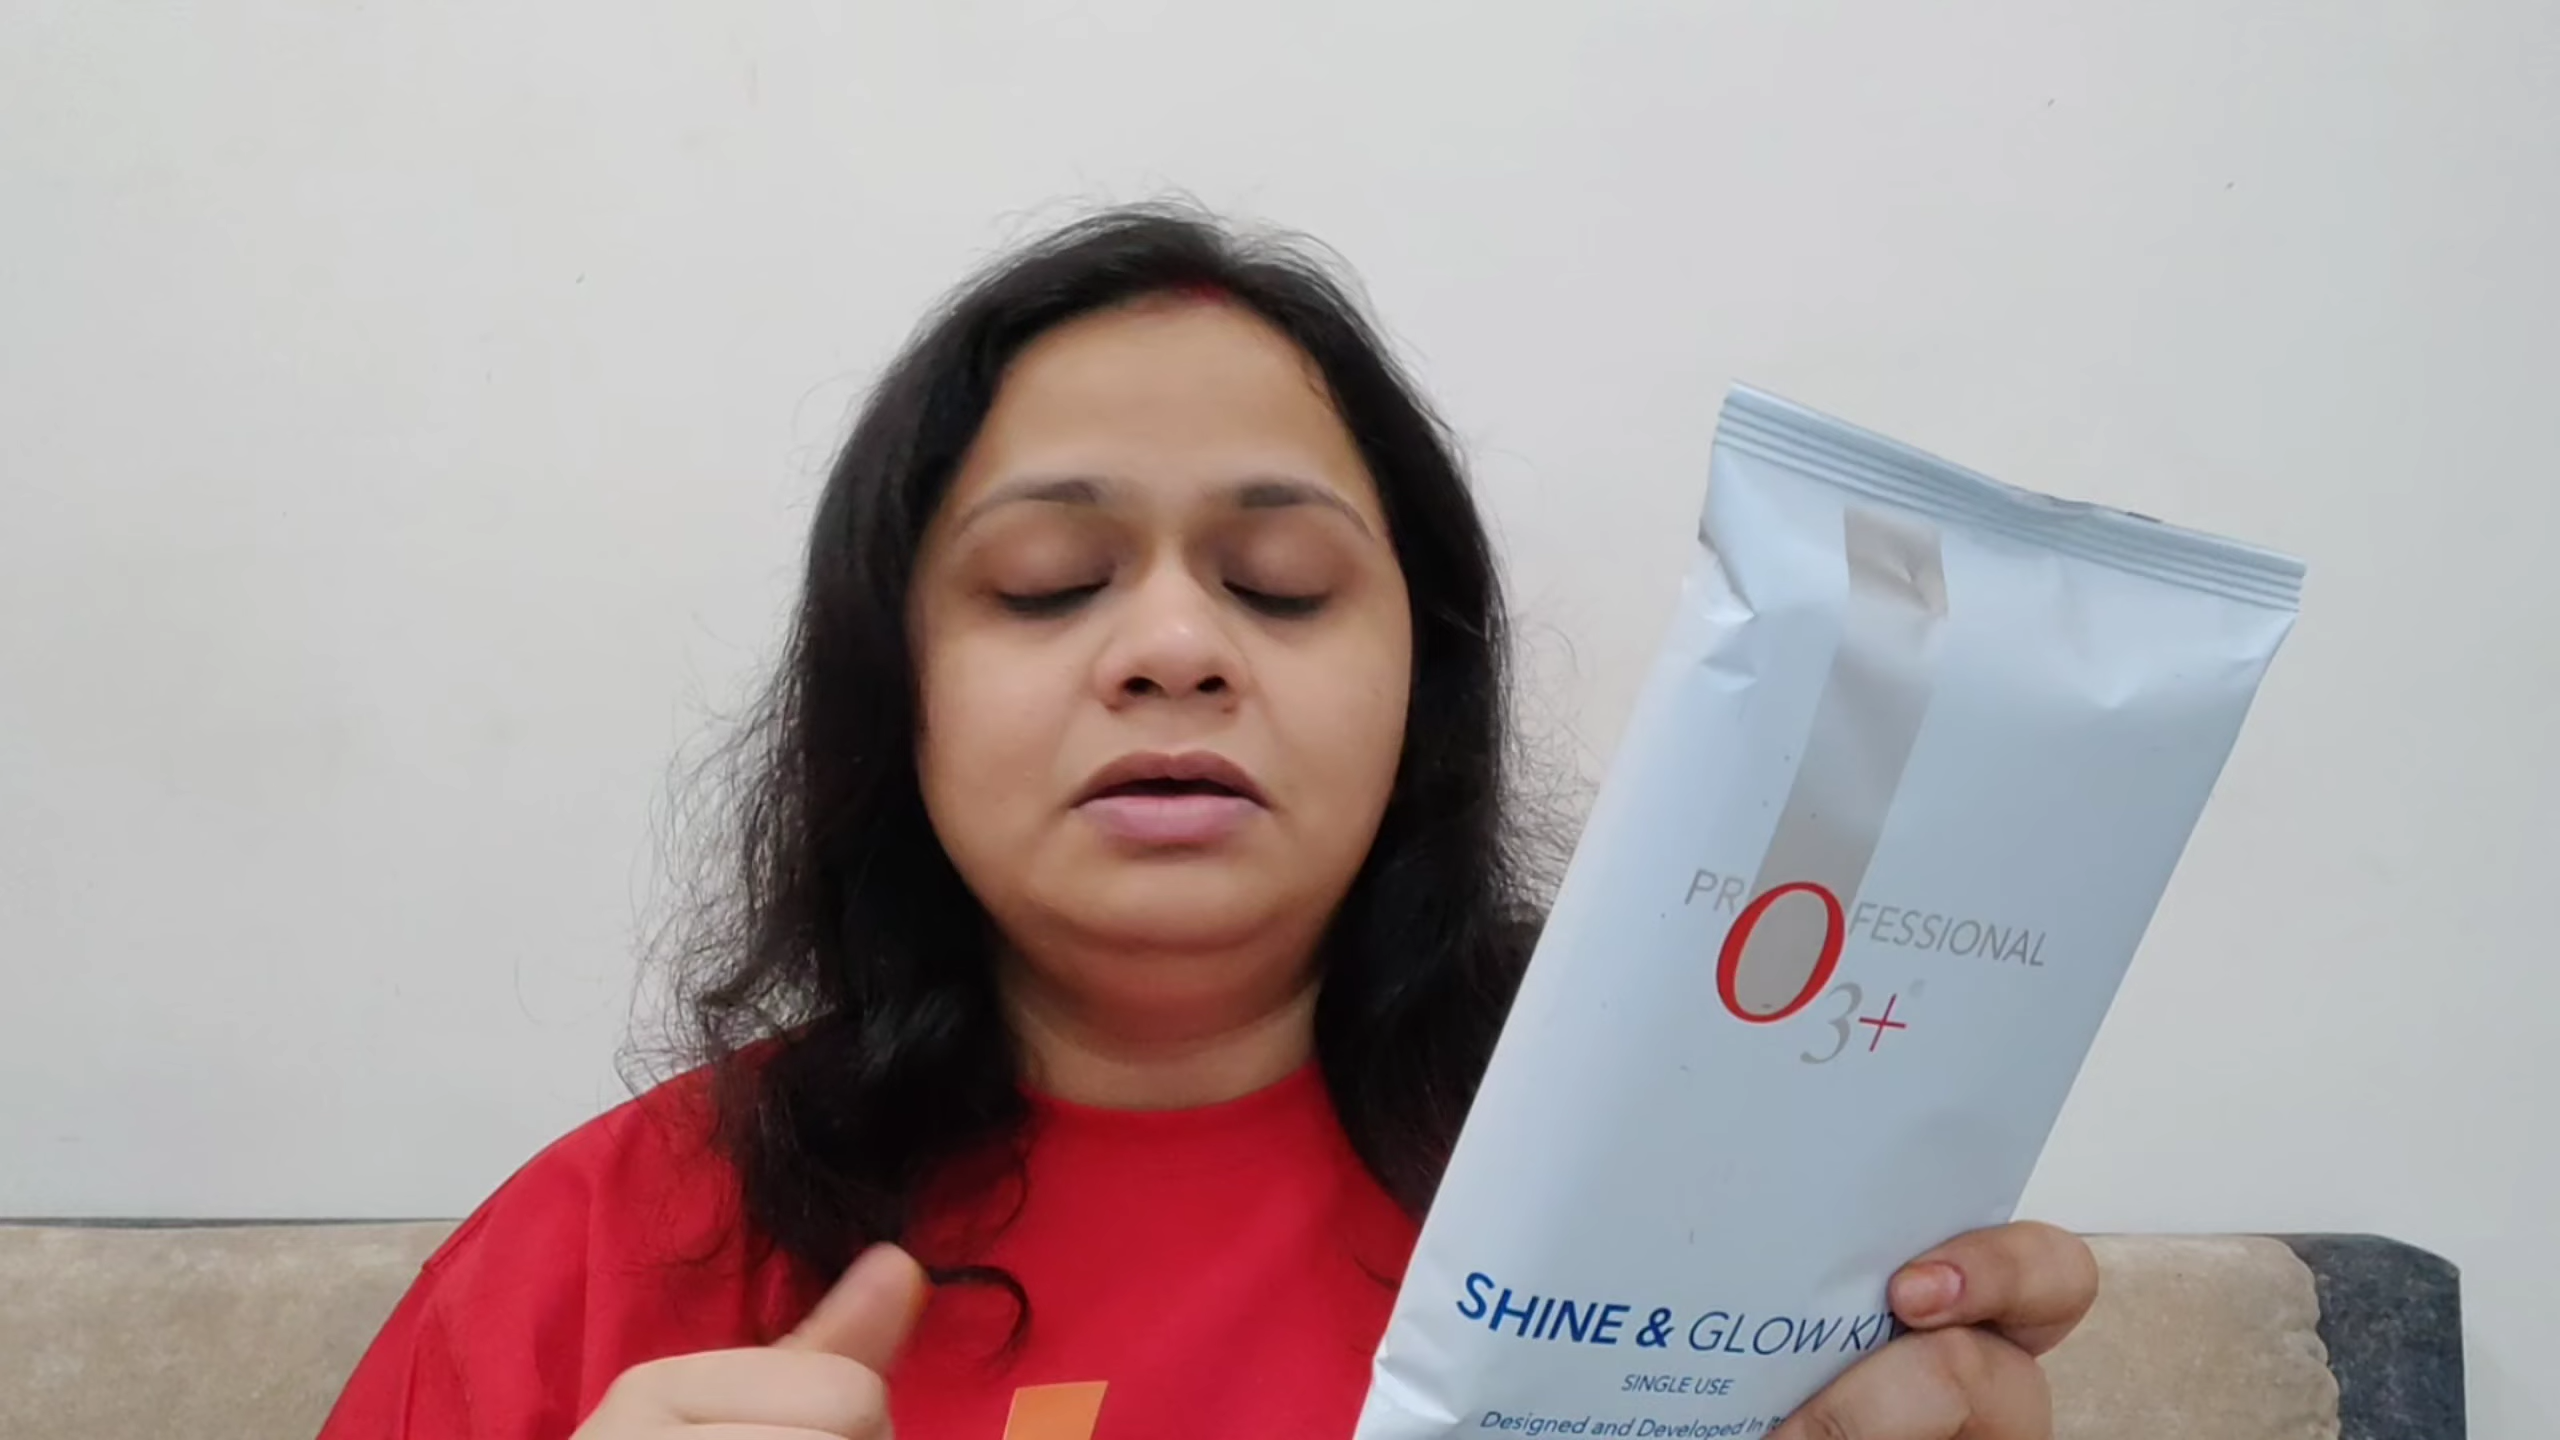 PROFESSIONAL
O3+
SHINE & GLOW KIT
SINGLE USE
Designed and Developed In